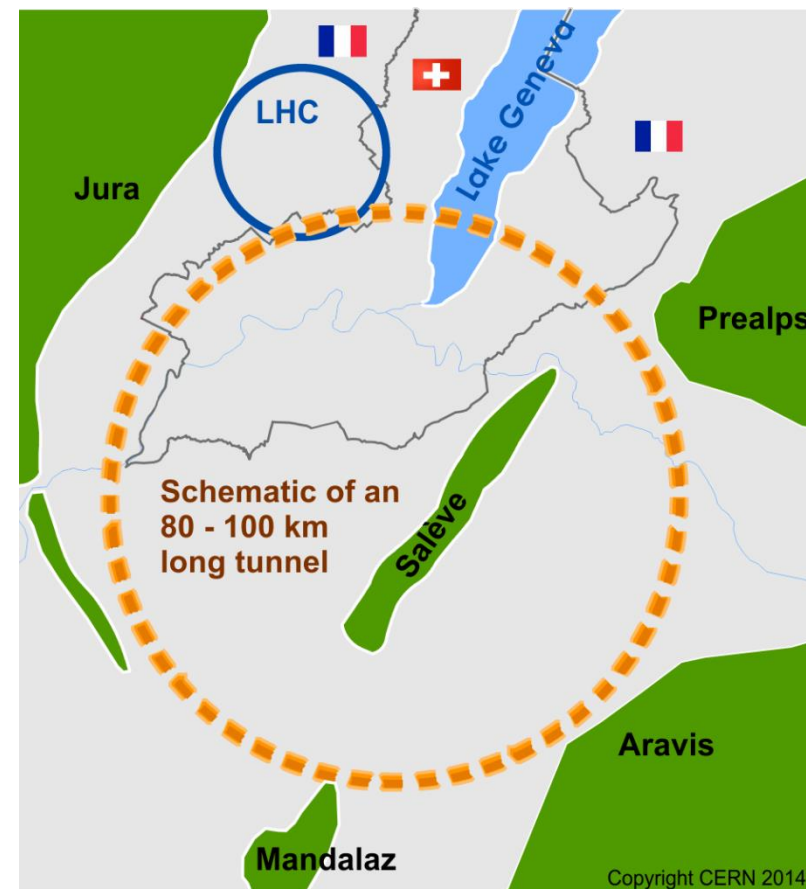 LHC
Lake Geneva
Jura
Prealps
Schematic of an
80 - 100 km
long tunnel
Salève
Aravis
Mandalaz
Copyright CERN 2014